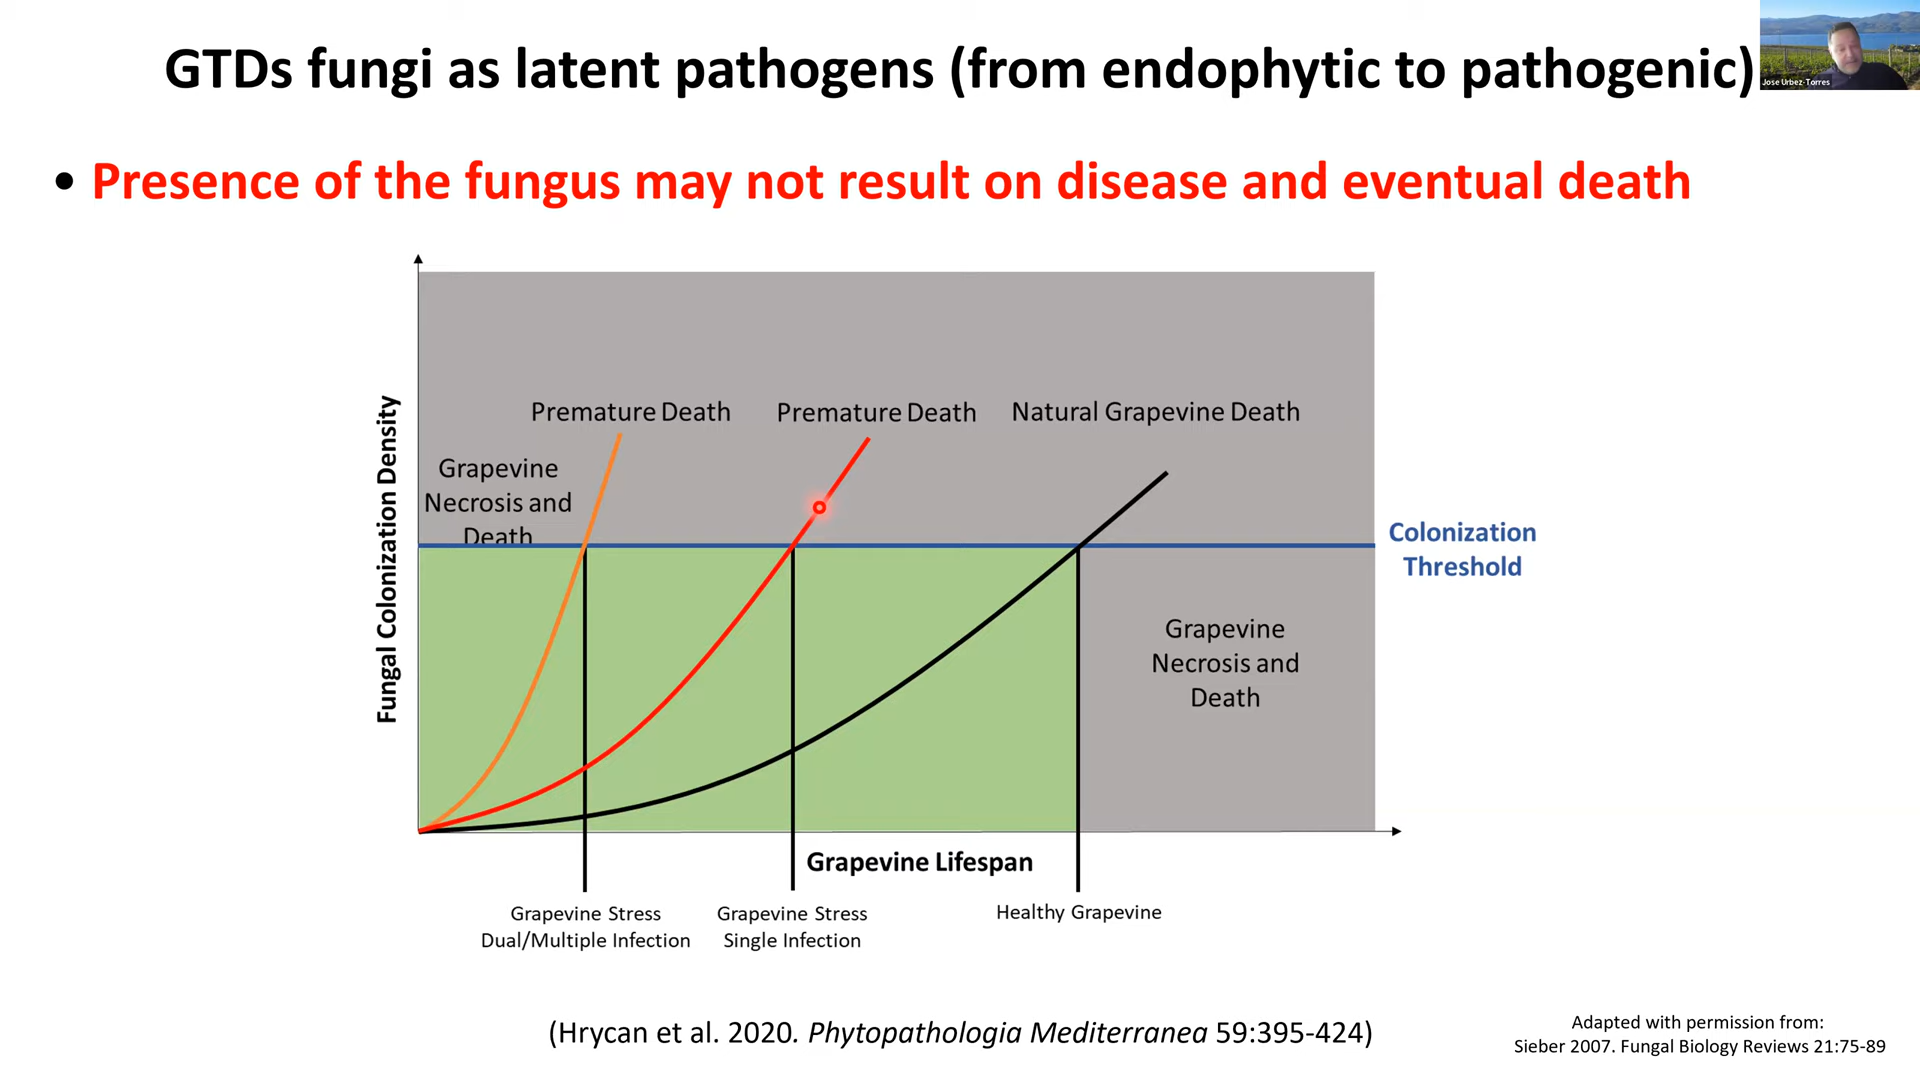 GTDs fungi as latent pathogens (from endophytic to pathogenic)
Jose Urbez-Torres
• Presence of the fungus may not result on disease and eventual death
Fungal Colonization Density
Premature Death
Premature Death
Natural Grapevine Death
Grapevine
Necrosis and
Death
Colonization
Threshold
Grapevine
Necrosis and
Death
Grapevine Lifespan
Grapevine Stress
Dual/Multiple Infection
Grapevine Stress
Single Infection
Healthy Grapevine
(Hrycan et al. 2020. Phytopathologia Mediterranea 59:395-424)
Adapted with permission from:
Sieber 2007. Fungal Biology Reviews 21:75-89